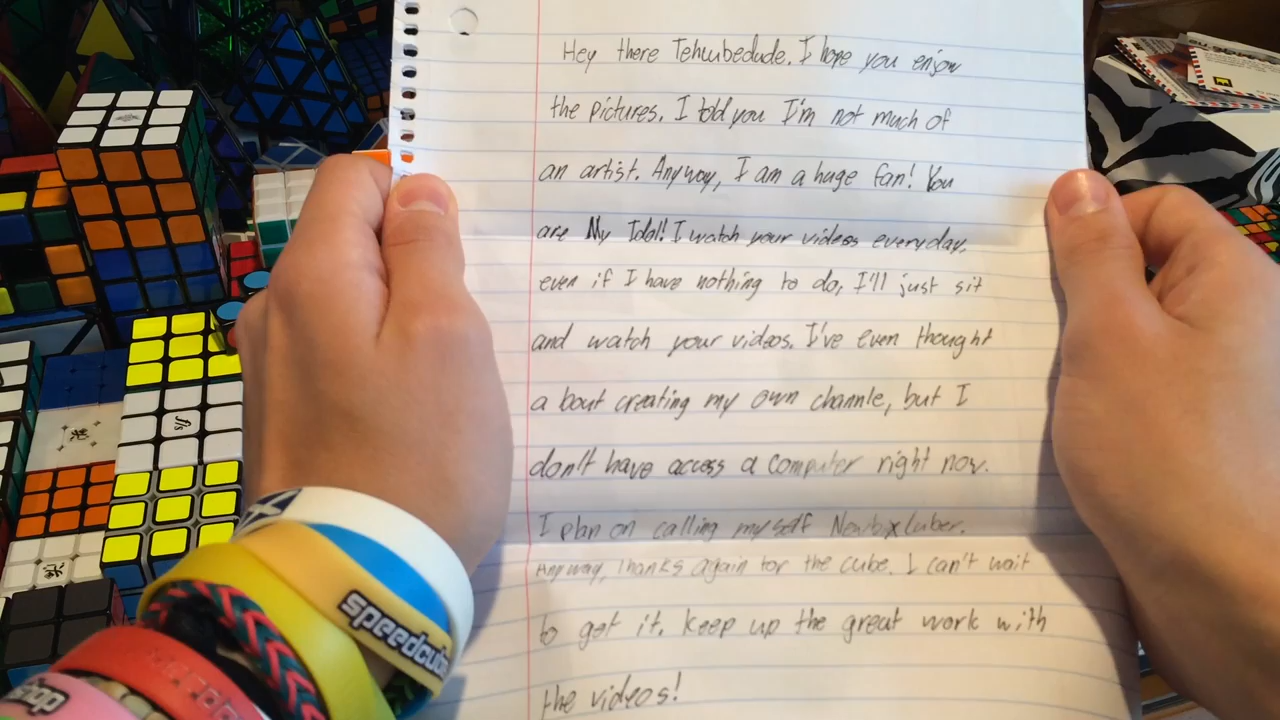 Hey there Tehcubedude. I hope you enjoy
the pictures. I told you I'm not much of
an artist. Anyway, I am a huge fan! You
are My Idol! I watch your videos everyday,
even if I have nothing to do, I'll just sit
and watch your videos. I've even thought
a bout creating my own channle, but I
don't have access a computer right now.
I plan on calling myself Newbixcuber.
Anyway, thanks again for the cube. I can't wait
to get it. keep up the great work with
the videos!
speedcub
hop
f/s